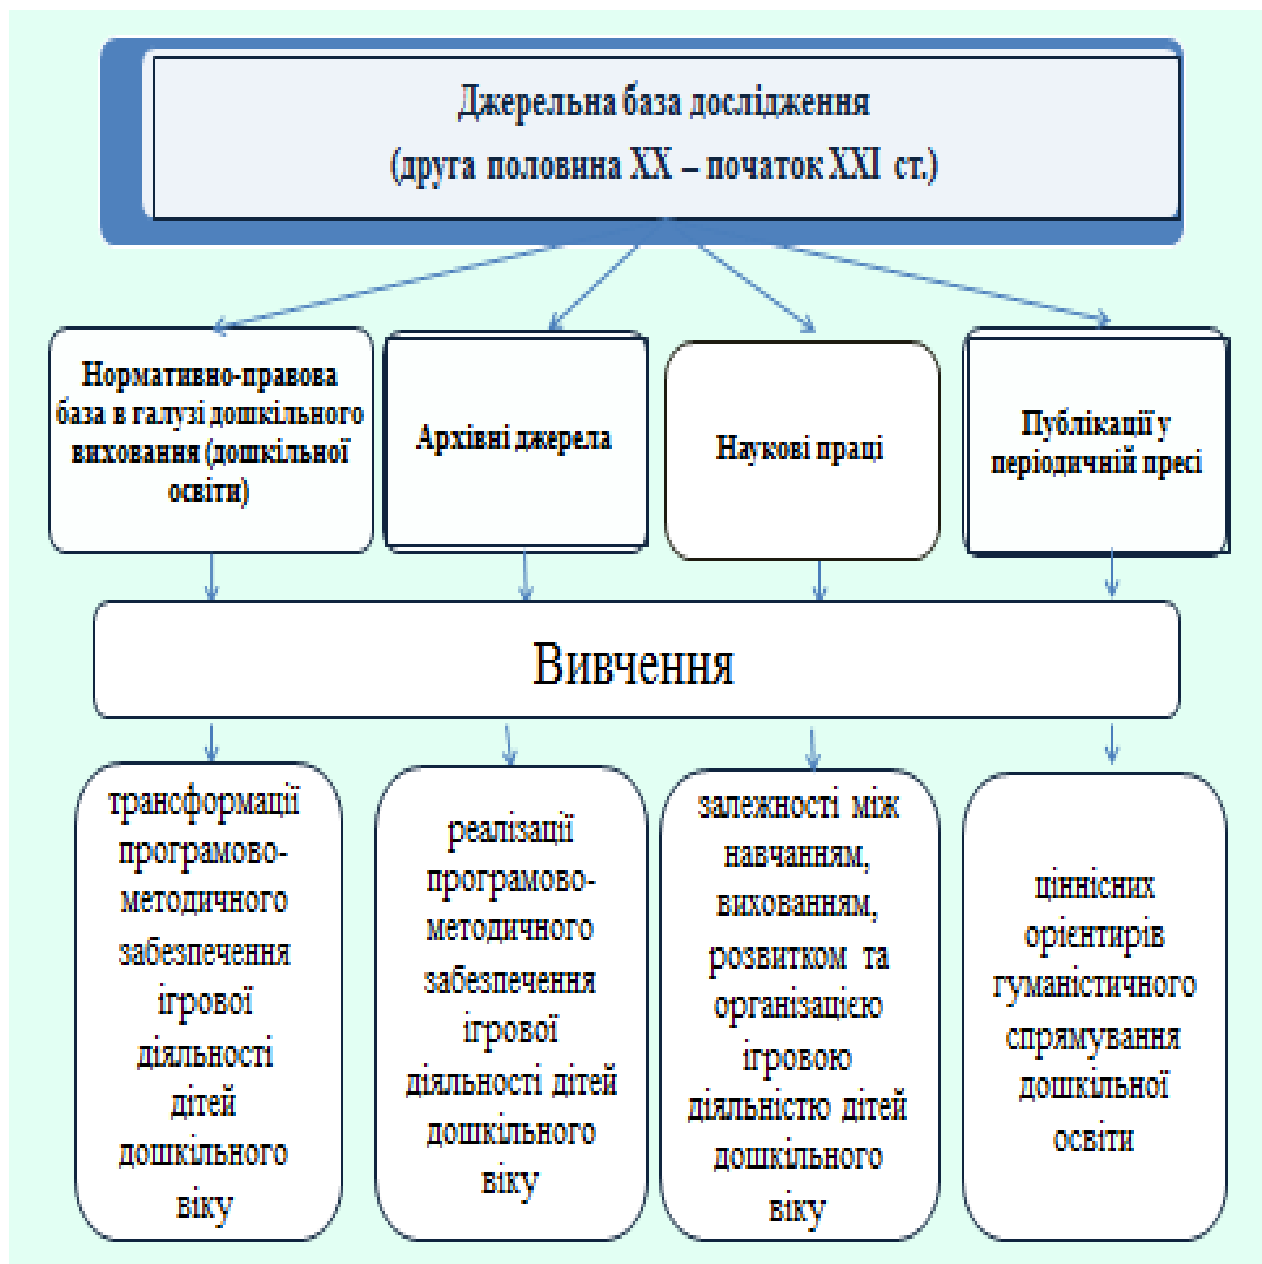 Джерельна база дослідження
(друга половина ХХ – початок ХХІ ст.)
Нормативно-правова
база в галузі дошкільного
виховання (дошкільної
освіти)
Архівні джерела
Наукові праці
Публікації у
періодичній пресі
Вивчення
трансформації
програмово-
методичного
забезпечення
ігрової
діяльності
дітей
дошкільного
віку
реалізації
програмово-
методичного
забезпечення
ігрової
діяльності дітей
дошкільного
віку
залежності між
навчанням,
вихованням,
розвитком та
організацією
ігровою
діяльністю дітей
дошкільного
віку
ціннісних
орієнтирів
гуманістичного
спрямування
дошкільної
освіти